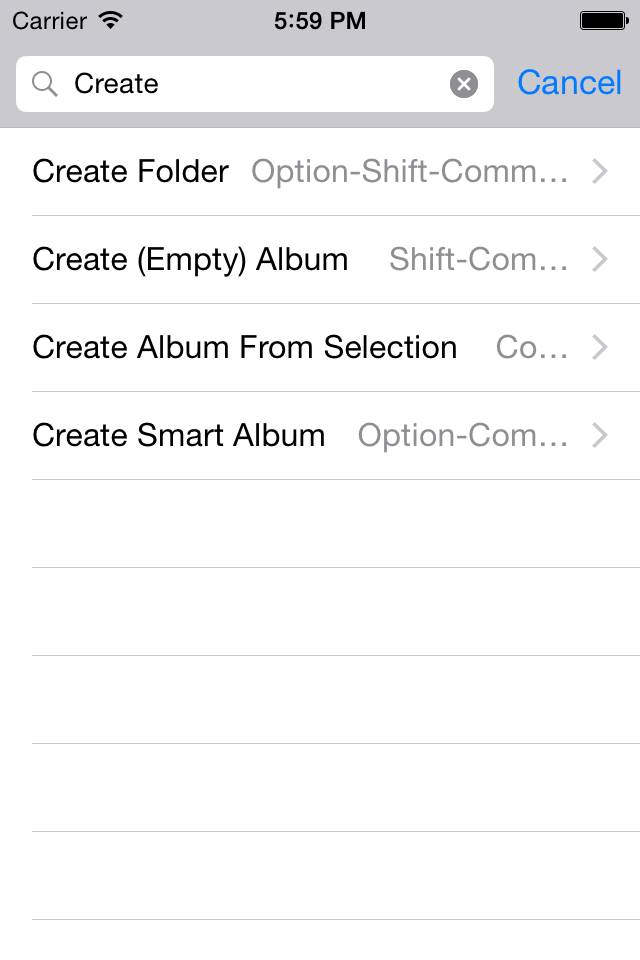 Carrier 5:59 PM
Create Cancel
Create Folder Option-Shift-Comm…
Create (Empty) Album Shift-Com…
Create Album From Selection Co…
Create Smart Album Option-Com…